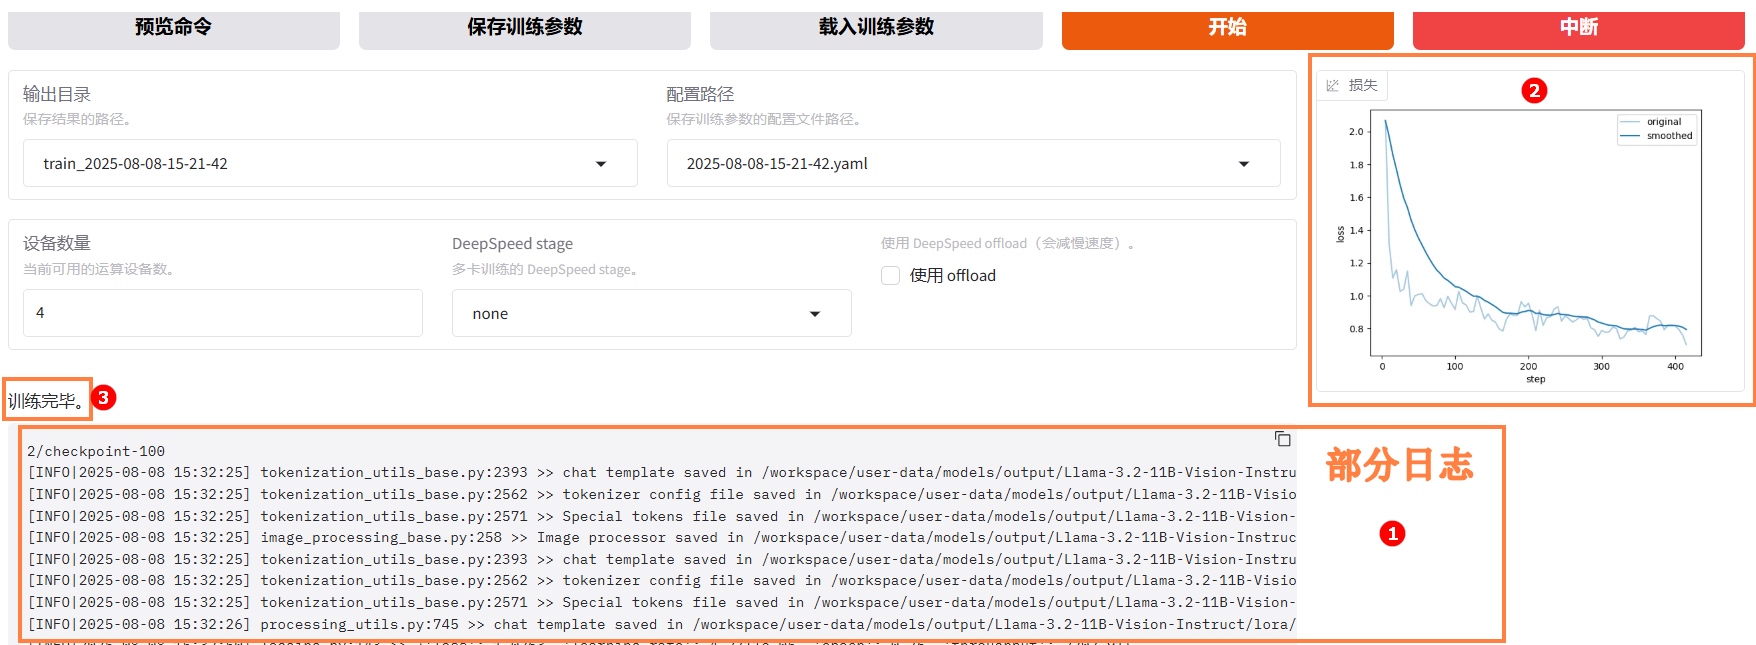 预览命令
保存训练参数
载入训练参数
开始
中断
输出目录
保存结果的路径。
train_2025-08-08-15-21-42
配置路径
保存训练参数的配置文件路径。
2025-08-08-15-21-42.yaml
损失
2
original
smoothed
2.0
1.8
1.6
1.4
1.2
1.0
0.8
loss
0
100
200
300
400
step
设备数量
当前可用的运算设备数。
4
DeepSpeed stage
多卡训练的 DeepSpeed stage。
none
使用 DeepSpeed offload（会减慢速度）。
使用 offload
训练完毕。
3
2/checkpoint-100
[INFO|2025-08-08 15:32:25] tokenization_utils_base.py:2393 >> chat template saved in /workspace/user-data/models/output/Llama-3.2-11B-Vision-Instru
[INFO|2025-08-08 15:32:25] tokenization_utils_base.py:2562 >> tokenizer config file saved in /workspace/user-data/models/output/Llama-3.2-11B-Visio
[INFO|2025-08-08 15:32:25] tokenization_utils_base.py:2571 >> Special tokens file saved in /workspace/user-data/models/output/Llama-3.2-11B-Vision-
[INFO|2025-08-08 15:32:25] image_processing_base.py:258 >> Image processor saved in /workspace/user-data/models/output/Llama-3.2-11B-Vision-Instruc
[INFO|2025-08-08 15:32:25] tokenization_utils_base.py:2393 >> chat template saved in /workspace/user-data/models/output/Llama-3.2-11B-Vision-Instru
[INFO|2025-08-08 15:32:25] tokenization_utils_base.py:2562 >> tokenizer config file saved in /workspace/user-data/models/output/Llama-3.2-11B-Visio
[INFO|2025-08-08 15:32:25] tokenization_utils_base.py:2571 >> Special tokens file saved in /workspace/user-data/models/output/Llama-3.2-11B-Vision-
[INFO|2025-08-08 15:32:26] processing_utils.py:745 >> chat template saved in /workspace/user-data/models/output/Llama-3.2-11B-Vision-Instruct/lora/
部分日志
1